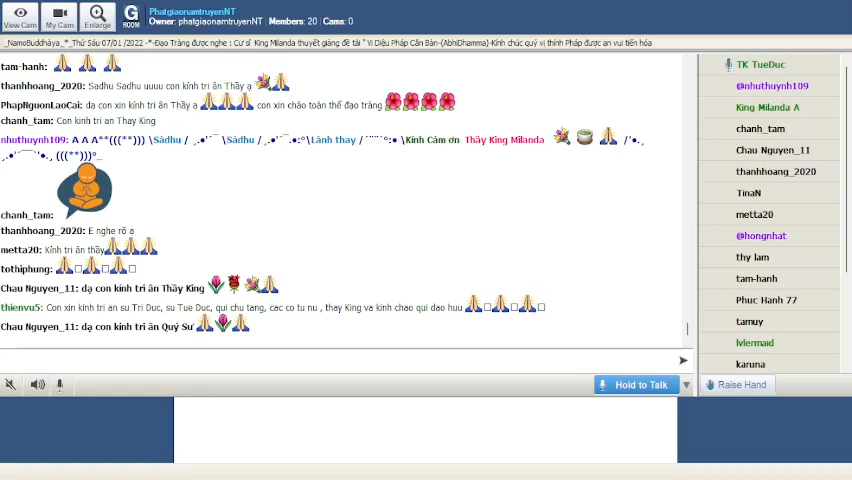 PhatgiaonamtruyenNT
Owner: phatgiaonamtruyenNT | Members: 20 | Cams: 0
View Cam
My Cam
Enlarge
G
ROOM
_NamoBuddhàya_*_Thứ Sáu 07/01 /2022 -*-Đạo Tràng được nghe : Cư sĩ King Milanda thuyết giảng đề tài " Vi Diệu Pháp Căn Bản-(AbhiDhamma)-Kính chúc quý vị thính Pháp được an vui tiến hóa
tam-hanh:
thanhhoang_2020: Sadhu Sadhu uuuu con kính tri ân Thầy ạ
PhapNguonLaoCai: dạ con xin kính tri ân Thầy ạ con xin chào toàn thể đạo tràng
chanh_tam: Con kinh tri an Thay King
nhuthuynh109: A A A**(((**))) \Sàdhu / ,.•'´¯ \Sàdhu /,.•'´¯.•:°\Lành thay /´¨¨`°:• \Kính Cám ơn Thầy King Milanda /'•.,
,.•'´(((**)))°_
chanh_tam:
thanhhoang_2020: E nghe rõ ạ
metta20: Kính tri ân thầy
tothiphung:
Chau Nguyen_11: dạ con kính tri ân Thầy King
thienvu5: Con xin kinh tri an su Tri Duc, su Tue Duc, qui chu tang, cac co tu nu , thay King va kinh chao qui dao huu
Chau Nguyen_11: dạ con kính tri ân Quý Sư
Hold to Talk
TK TueDuc
@nhuthuynh109
King Milanda A
chanh_tam
Chau Nguyen_11
thanhhoang_2020
TinaN
metta20
@hongnhat
thy lam
tam-hanh
Phuc Hanh 77
tamuy
lvlermaid
karuna
Raise Hand